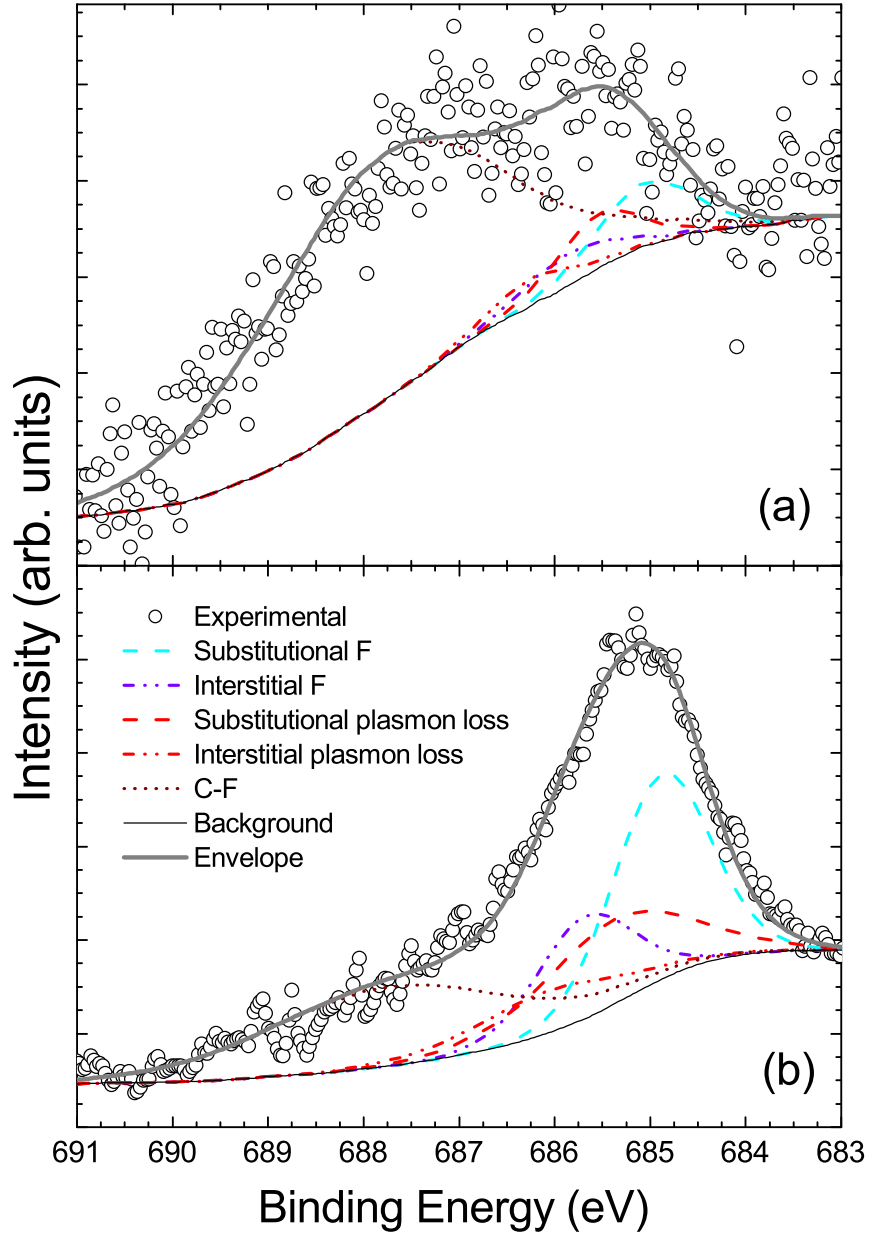 Intensity (arb. units)
(a)
Experimental
Substitutional F
Interstitial F
Substitutional plasmon loss
Interstitial plasmon loss
C-F
Background
Envelope
(b)
691 690 689 688 687 686 685 684 683
Binding Energy (eV)